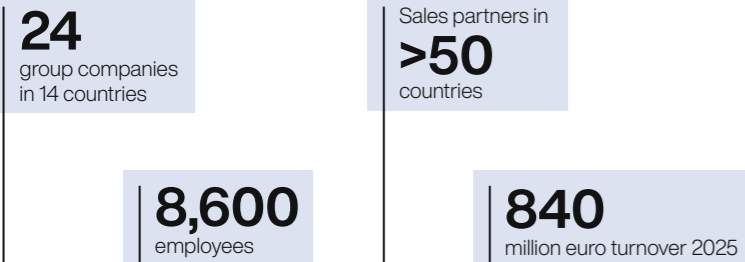 24
group companies
in 14 countries
Sales partners in
>50
countries
8,600
employees
840
million euro turnover 2025